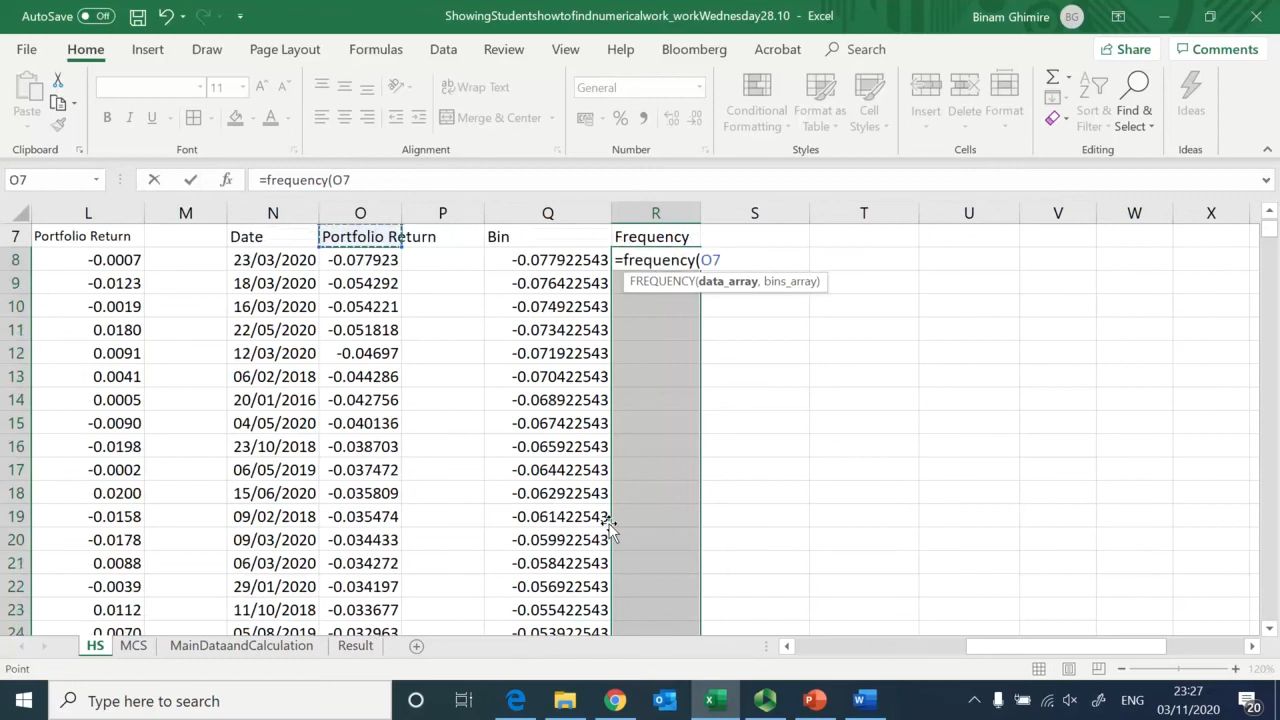 AutoSave Off ShowingStudentshowtofindnumericalwork_workWednesday28.10 - Excel Binam Ghimire BG
File Home Insert Draw Page Layout Formulas Data Review View Help Bloomberg Acrobat Search Share Comments
Paste 11 Wrap Text General Conditional Formatting Format as Table Cell Styles Insert Delete Format Sort & Filter Find & Select Ideas
B I U Merge & Center
Clipboard Font Alignment Number Styles Cells Editing Ideas
O7 fx =frequency(O7
L M N O P Q R S T U V W X
7 Portfolio Return Date Portfolio Return Bin Frequency
8 -0.0007 23/03/2020 -0.077923 -0.077922543 =frequency(O7
9 -0.0123 18/03/2020 -0.054292 -0.076422543 FREQUENCY(data_array, bins_array)
10 -0.0019 16/03/2020 -0.054221 -0.074922543
11 0.0180 22/05/2020 -0.051818 -0.073422543
12 0.0091 12/03/2020 -0.04697 -0.071922543
13 0.0041 06/02/2018 -0.044286 -0.070422543
14 0.0005 20/01/2016 -0.042756 -0.068922543
15 -0.0090 04/05/2020 -0.040136 -0.067422543
16 -0.0198 23/10/2018 -0.038703 -0.065922543
17 -0.0002 06/05/2019 -0.037472 -0.064422543
18 0.0200 15/06/2020 -0.035809 -0.062922543
19 -0.0158 09/02/2018 -0.035474 -0.061422543
20 -0.0178 09/03/2020 -0.034433 -0.059922543
21 0.0088 06/03/2020 -0.034272 -0.058422543
22 -0.0039 29/01/2020 -0.034197 -0.056922543
23 0.0112 11/10/2018 -0.033677 -0.055422543
24 0.0070 05/08/2019 -0.032963 -0.053922543
HS MCS MainDataandCalculation Result
Point 120%
Type here to search ENG 23:27
03/11/2020 20